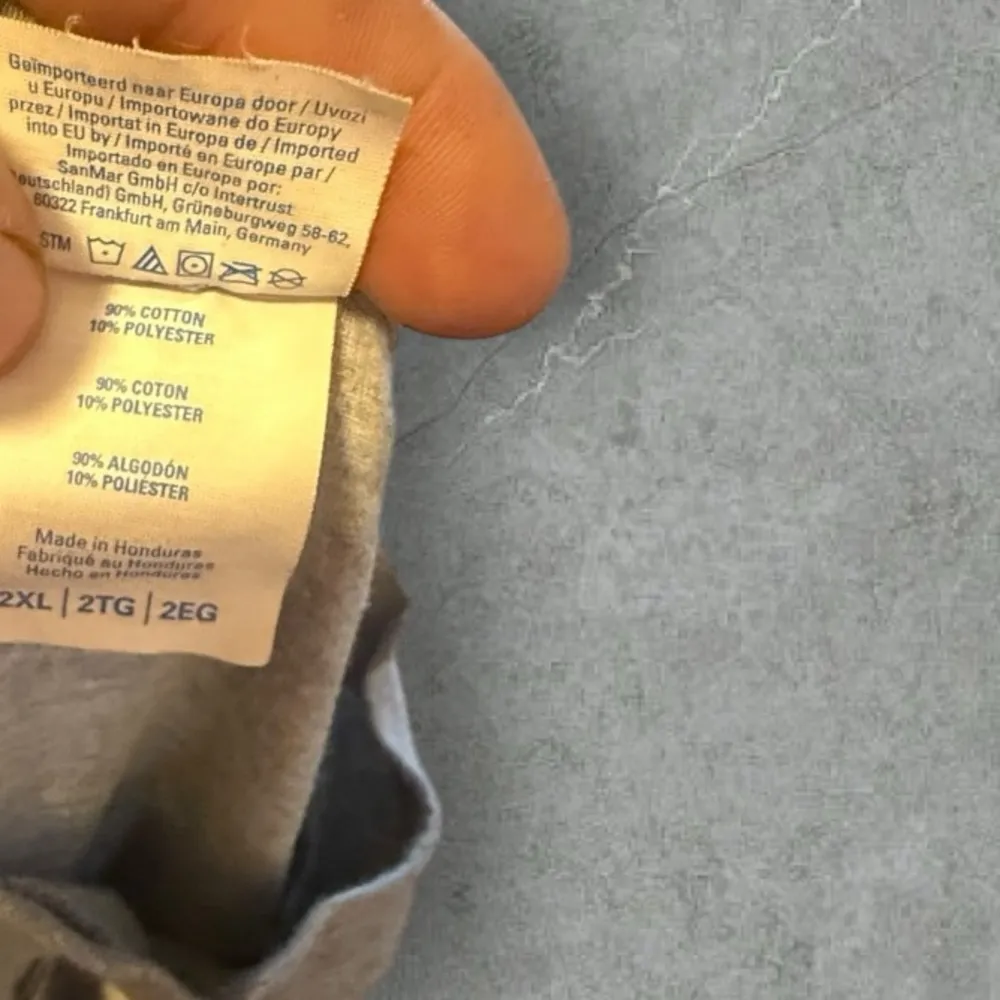 Geïmporteerd naar Europa door / Uvozi
u Europu / Importowane do Europy
przez / Importat in Europa de / Imported
into EU by / Importé en Europe par /
Importado en Europa por:
SanMar GmbH c/o Intertrust
eutschland) GmbH, Grüneburgweg 58-62,
60322 Frankfurt am Main, Germany
STM
90% COTTON
10% POLYESTER
90% COTON
10% POLYESTER
90% ALGODÓN
10% POLIÉSTER
Made in Honduras
Fabriqué au Honduras
Hecho en Honduras
2XL | 2TG | 2EG